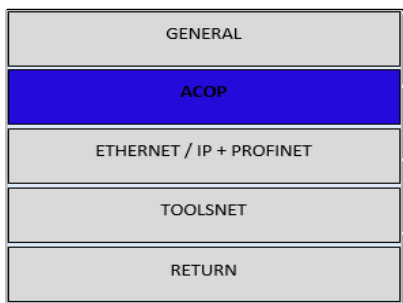 GENERAL
ACOP
ETHERNET / IP + PROFINET
TOOLSNET
RETURN